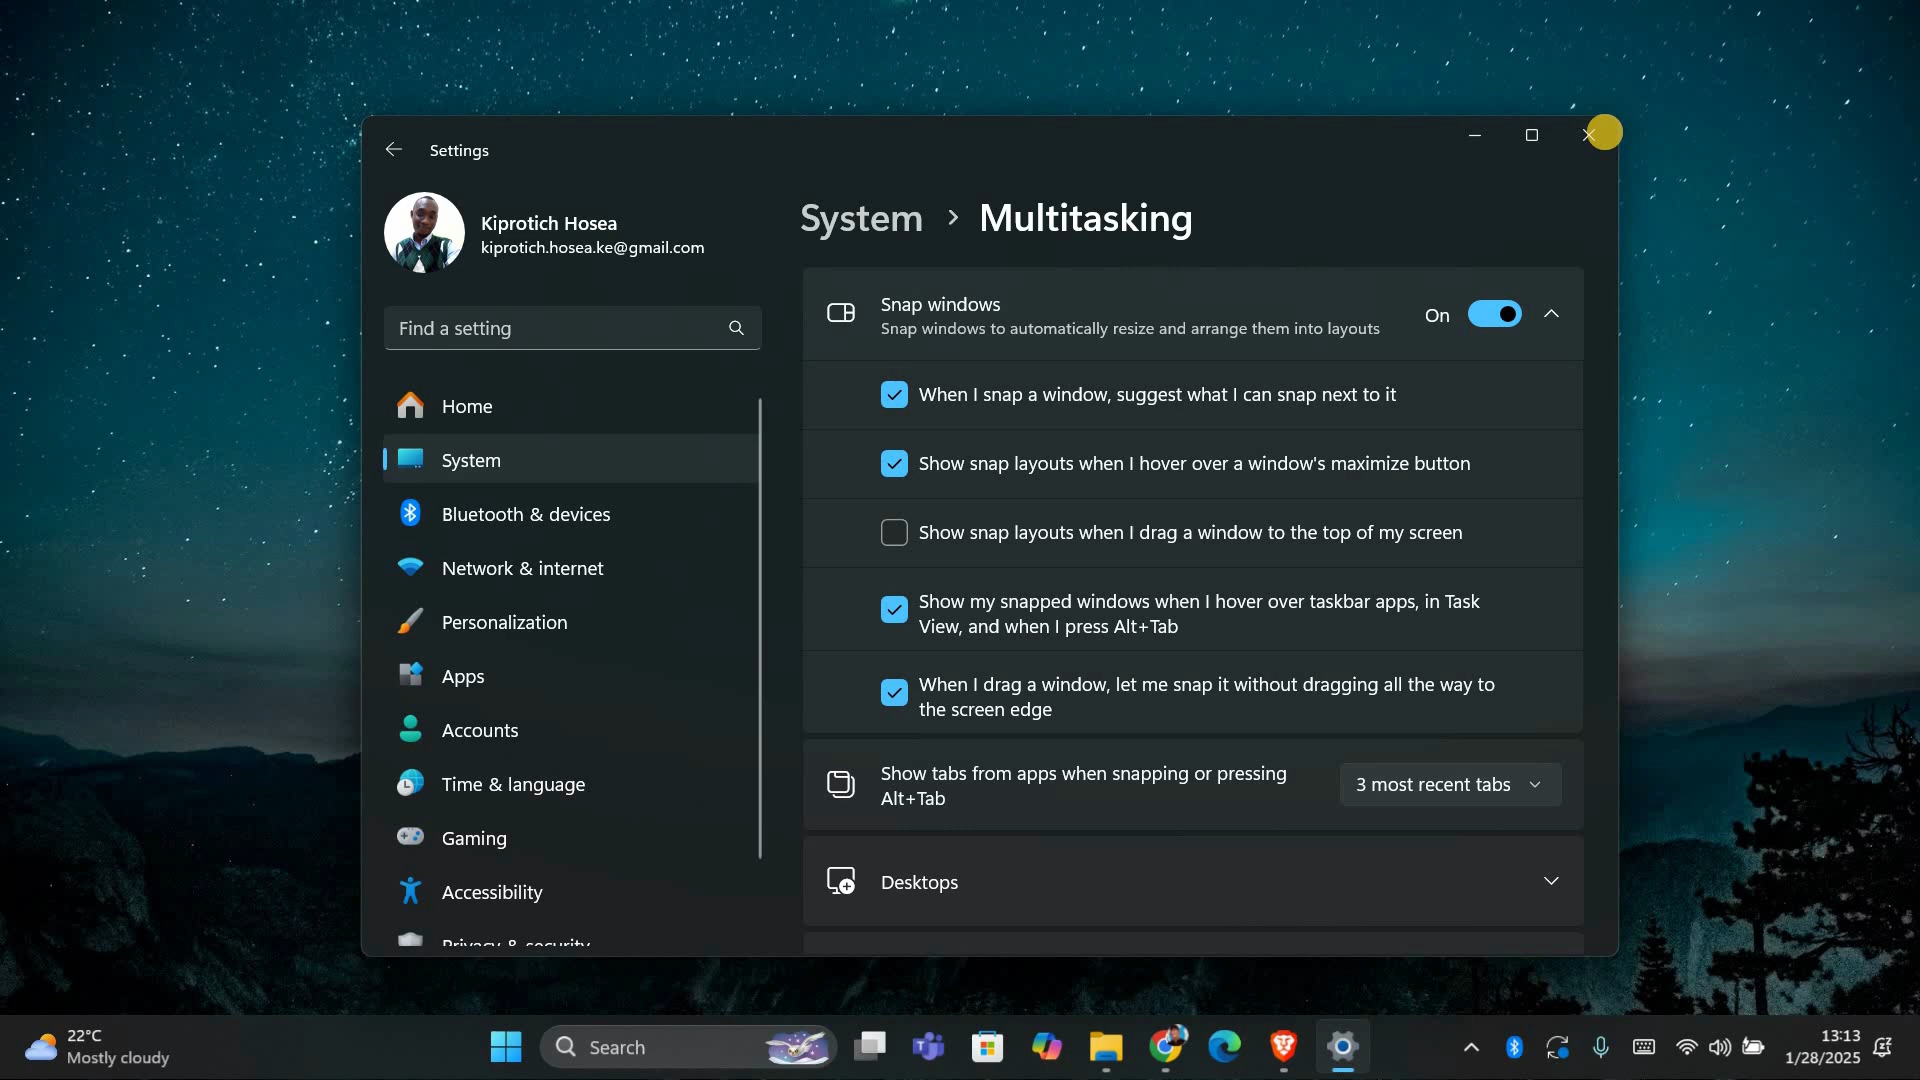 Settings
Kiprotich Hosea
kiprotich.hosea.ke@gmail.com
Find a setting
Home
System
Bluetooth & devices
Network & internet
Personalization
Apps
Accounts
Time & language
Gaming
Accessibility
Privacy & security
System > Multitasking
Snap windows
Snap windows to automatically resize and arrange them into layouts
On
When I snap a window, suggest what I can snap next to it
Show snap layouts when I hover over a window's maximize button
Show snap layouts when I drag a window to the top of my screen
Show my snapped windows when I hover over taskbar apps, in Task
View, and when I press Alt+Tab
When I drag a window, let me snap it without dragging all the way to
the screen edge
Show tabs from apps when snapping or pressing
Alt+Tab
3 most recent tabs
Desktops
22°C
Mostly cloudy
Search
13:13
1/28/2025